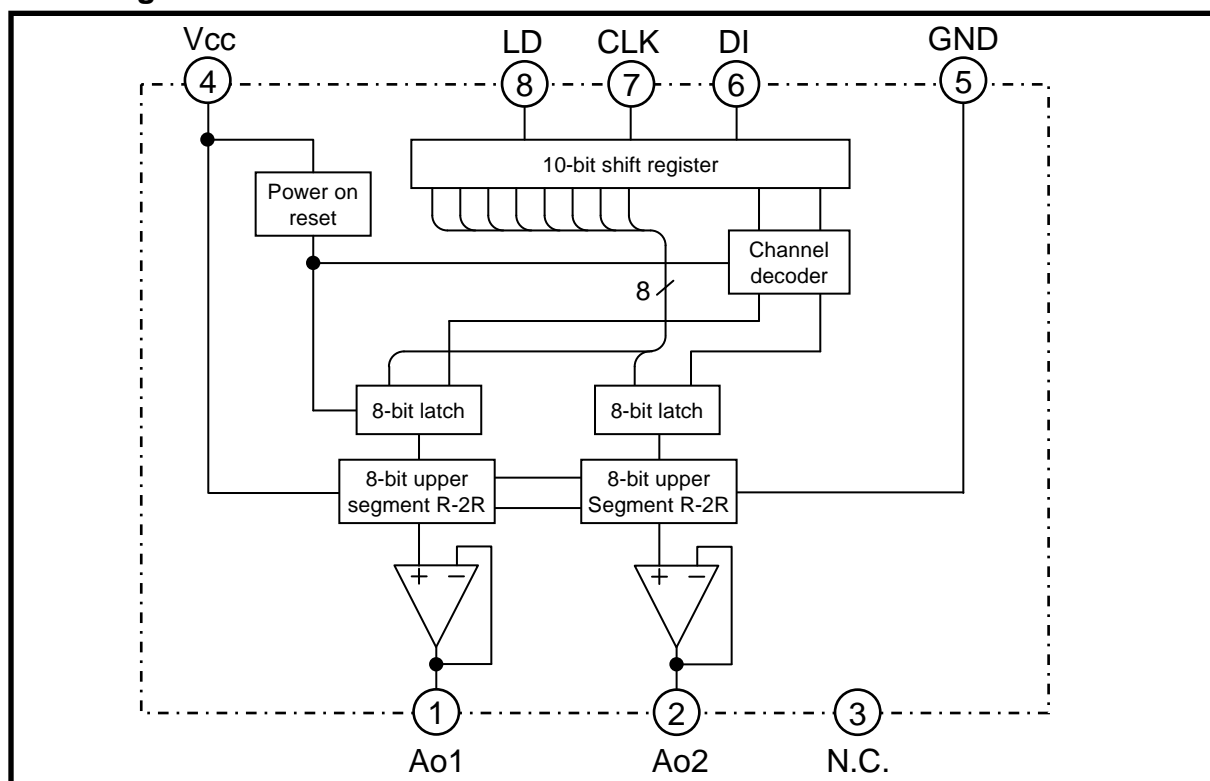 Vcc
LD
CLK
DI
GND
4
8
7
6
5
10-bit shift register
Power on
reset
Channel
decoder
8
8-bit latch
8-bit latch
8-bit upper
segment R-2R
8-bit upper
Segment R-2R
+ −
+ −
1
2
3
Ao1
Ao2
N.C.